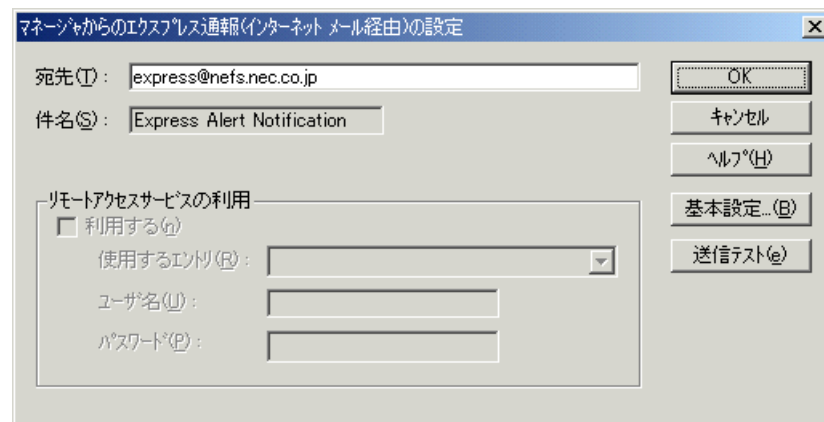 マネージャからのエクスプレス通報(インターネット メール経由)の設定
宛先(T): express@nefs.nec.co.jp
OK
件名(S): Express Alert Notification
キャンセル
ヘルプ(H)
リモートアクセスサービスの利用
基本設定...(B)
利用する(n)
使用するエントリ(R):
送信テスト(e)
ユーザ名(U):
パスワード(P):